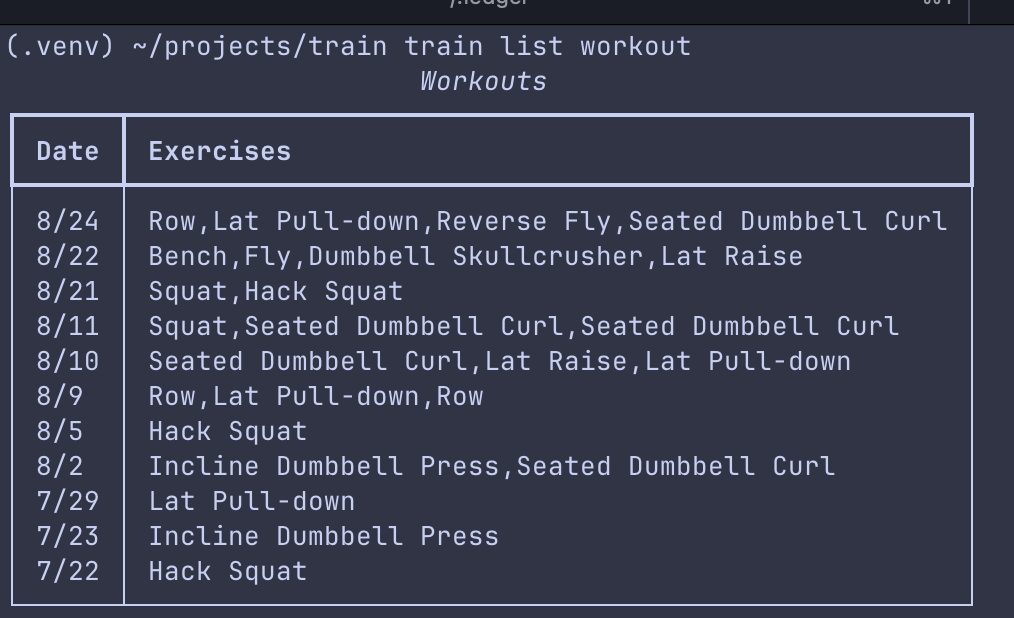 (.venv) ~/projects/train train list workout
Workouts
Date Exercises
8/24 Row,Lat Pull-down,Reverse Fly,Seated Dumbbell Curl
8/22 Bench,Fly,Dumbbell Skullcrusher,Lat Raise
8/21 Squat,Hack Squat
8/11 Squat,Seated Dumbbell Curl,Seated Dumbbell Curl
8/10 Seated Dumbbell Curl,Lat Raise,Lat Pull-down
8/9 Row,Lat Pull-down,Row
8/5 Hack Squat
8/2 Incline Dumbbell Press,Seated Dumbbell Curl
7/29 Lat Pull-down
7/23 Incline Dumbbell Press
7/22 Hack Squat